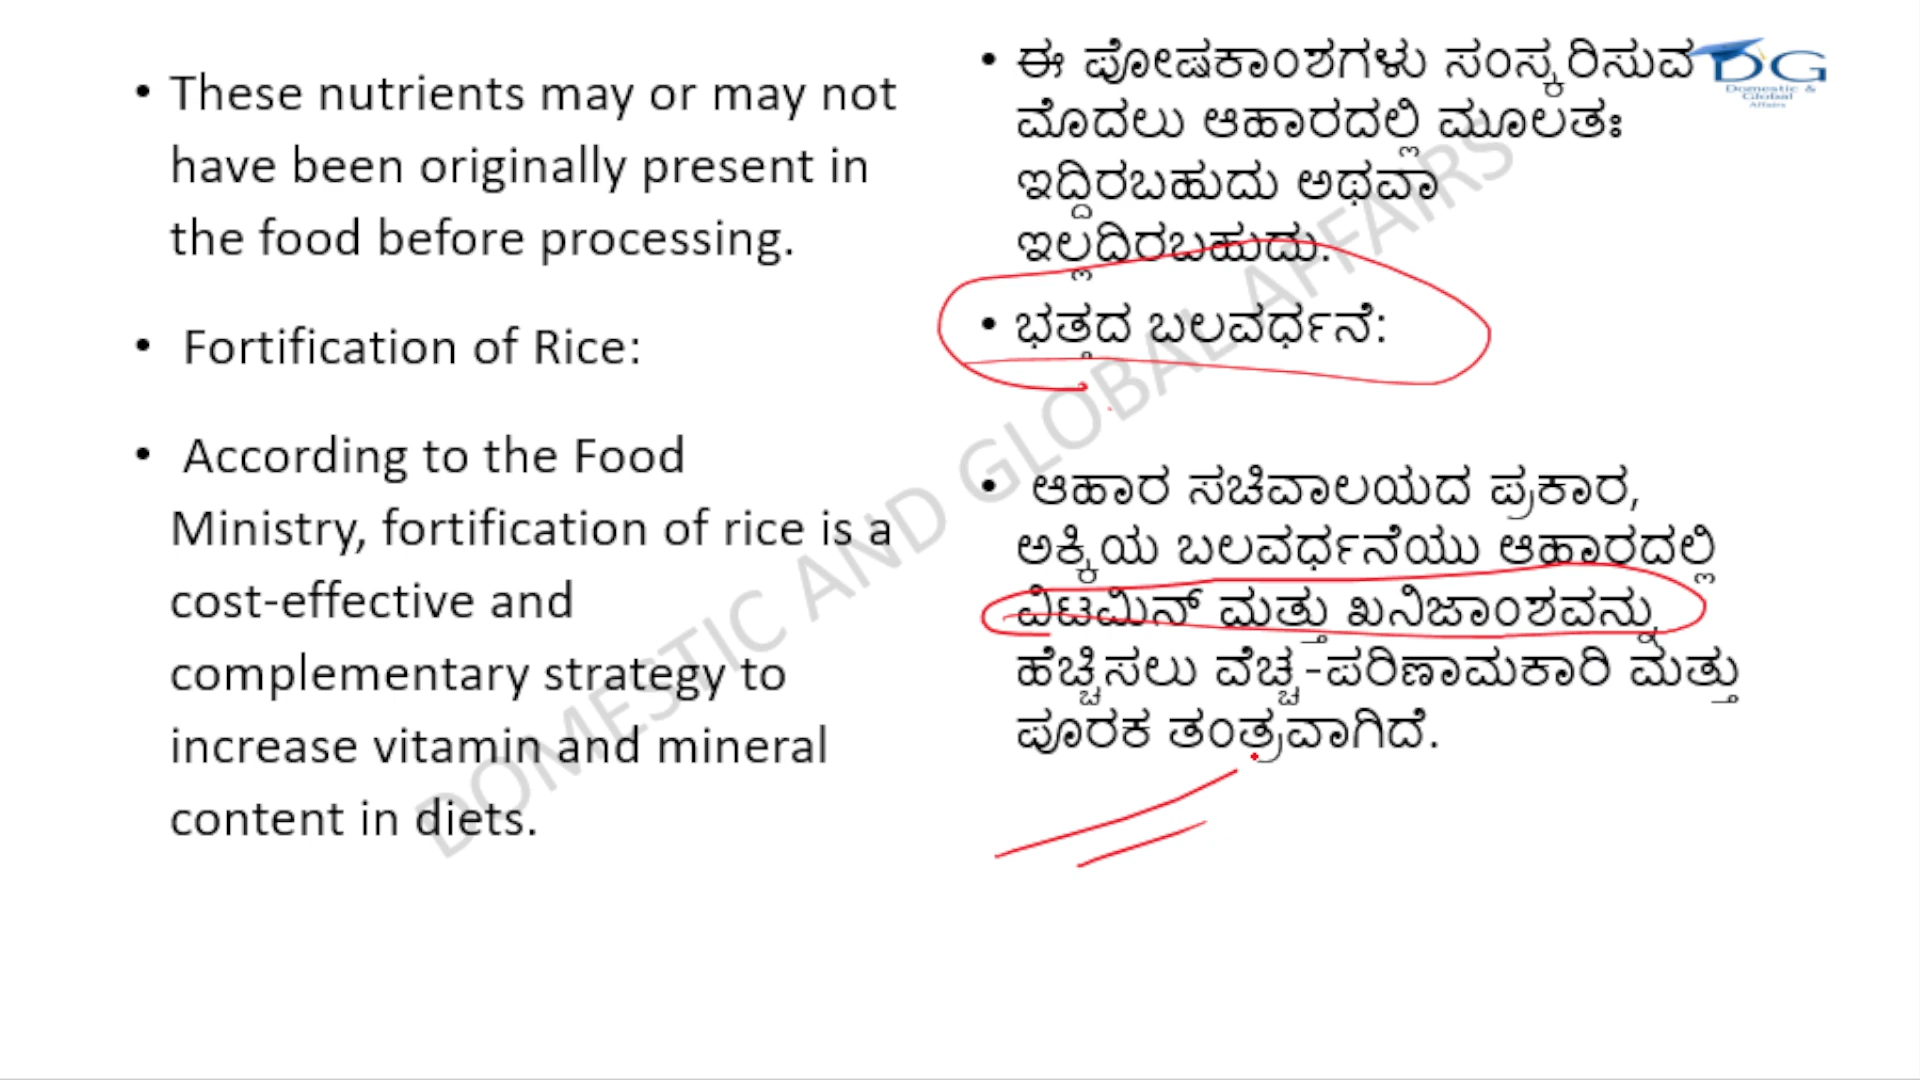 • These nutrients may or may not
have been originally present in
the food before processing.
• Fortification of Rice:
• According to the Food
Ministry, fortification of rice is a
cost-effective and
complementary strategy to
increase vitamin and mineral
content in diets.
• ಈ ಪೋಷಕಾಂಶಗಳು ಸಂಸ್ಕರಿಸುವ
ಮೊದಲು ಆಹಾರದಲ್ಲಿ ಮೂಲತಃ
ಇದ್ದಿರಬಹುದು ಅಥವಾ
ಇಲ್ಲದಿರಬಹುದು.
• ಭತ್ತದ ಬಲವರ್ಧನೆ:
• ಆಹಾರ ಸಚಿವಾಲಯದ ಪ್ರಕಾರ,
ಅಕ್ಕಿಯ ಬಲವರ್ಧನೆಯು ಆಹಾರದಲ್ಲಿ
ವಿಟಮಿನ್ ಮತ್ತು ಖನಿಜಾಂಶವನ್ನು
ಹೆಚ್ಚಿಸಲು ವೆಚ್ಚ-ಪರಿಣಾಮಕಾರಿ ಮತ್ತು
ಪೂರಕ ತಂತ್ರವಾಗಿದೆ.
DG
Domestic &
Global
Affairs
DOMESTIC AND GLOBAL AFFAIRS